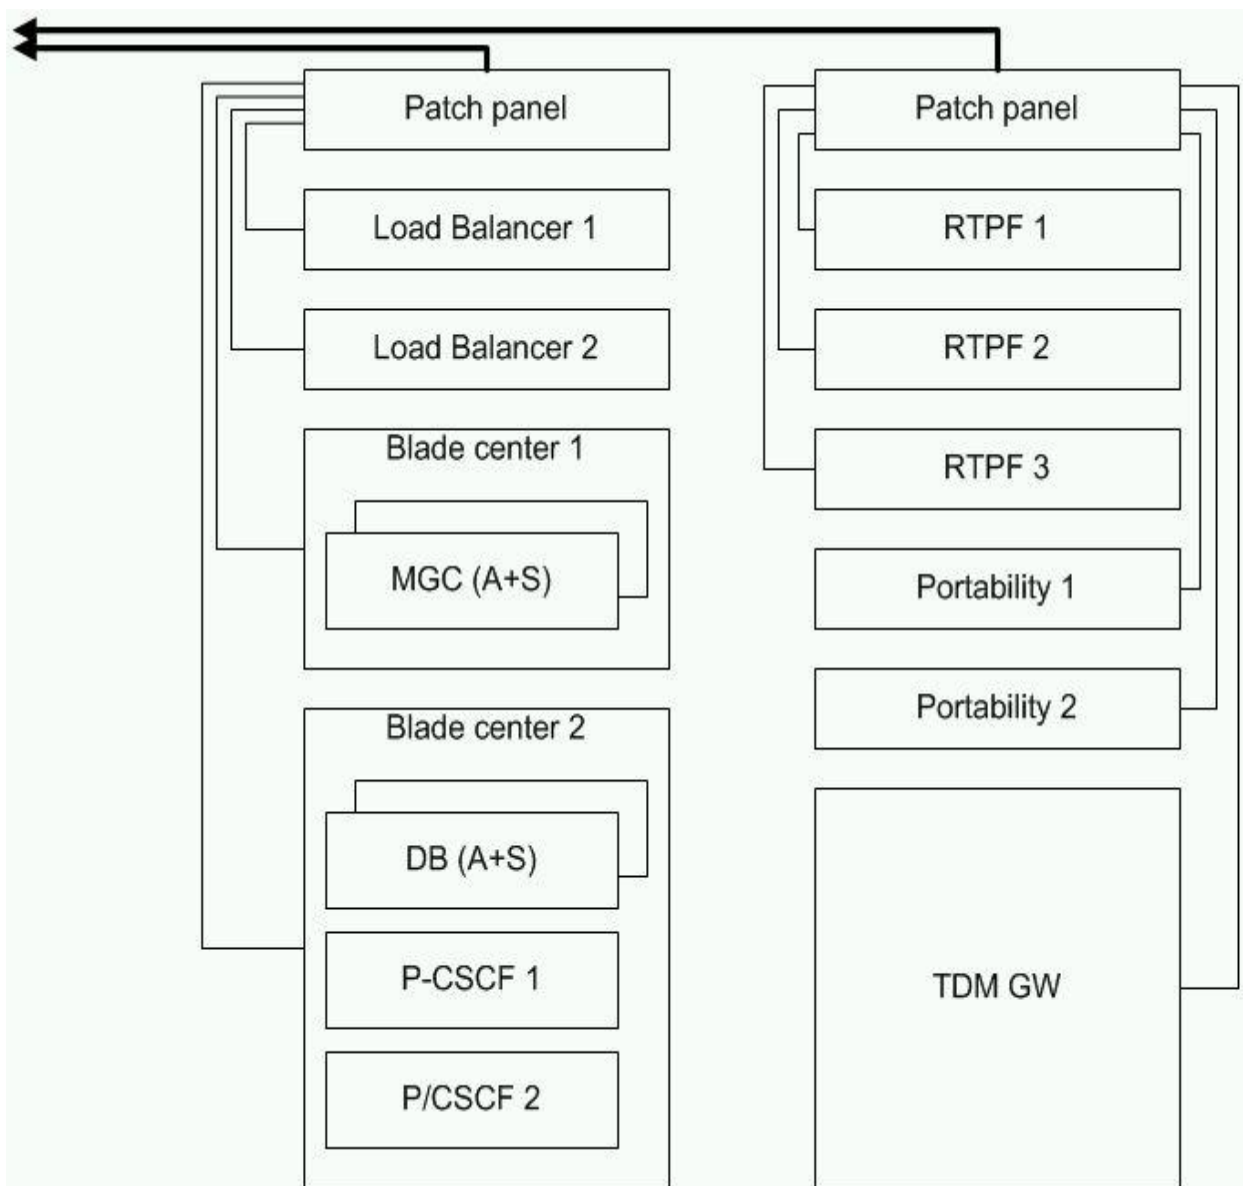 Patch panel
Load Balancer 1
Load Balancer 2
Blade center 1
MGC (A+S)
Blade center 2
DB (A+S)
P-CSCF 1
P/CSCF 2
Patch panel
RTPF 1
RTPF 2
RTPF 3
Portability 1
Portability 2
TDM GW